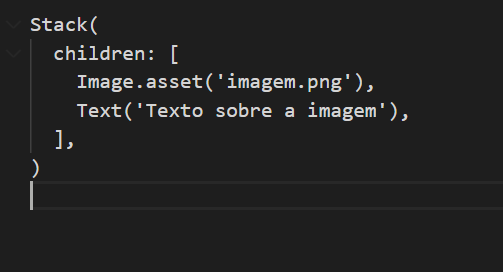 Stack(
  children: [
    Image.asset('imagem.png'),
    Text('Texto sobre a imagem'),
  ],
)